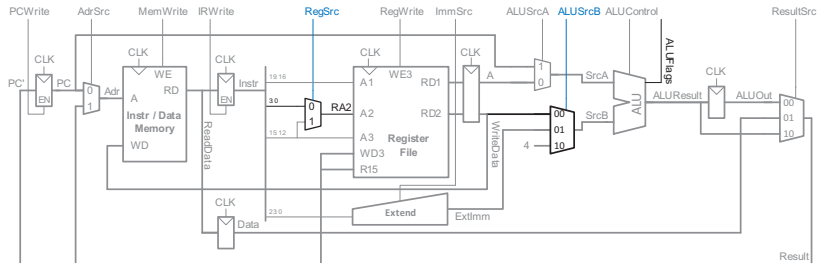 PCWrite AdrSrc MemWrite IRWrite RegSrc RegWrite ImmSrc ALUSrcA ALUSrcB ALUControl ResultSrc
CLK CLK CLK CLK CLK CLK
PC' PC EN
0 1 Adr
WE
A RD
Instr / Data
Memory
WD
ReadData
EN
Instr
19:16
3:0
15:12
23:0
0 1 RA2
WE3
A1 RD1
A2 RD2
A3
WD3
R15
Register
File
A
WriteData
1
0
SrcA
00
01
10
4
SrcB
ALU
ALUFlags
ALUResult
ALUOut
00
01
10
Extend
ExtImm
CLK
Data
Result